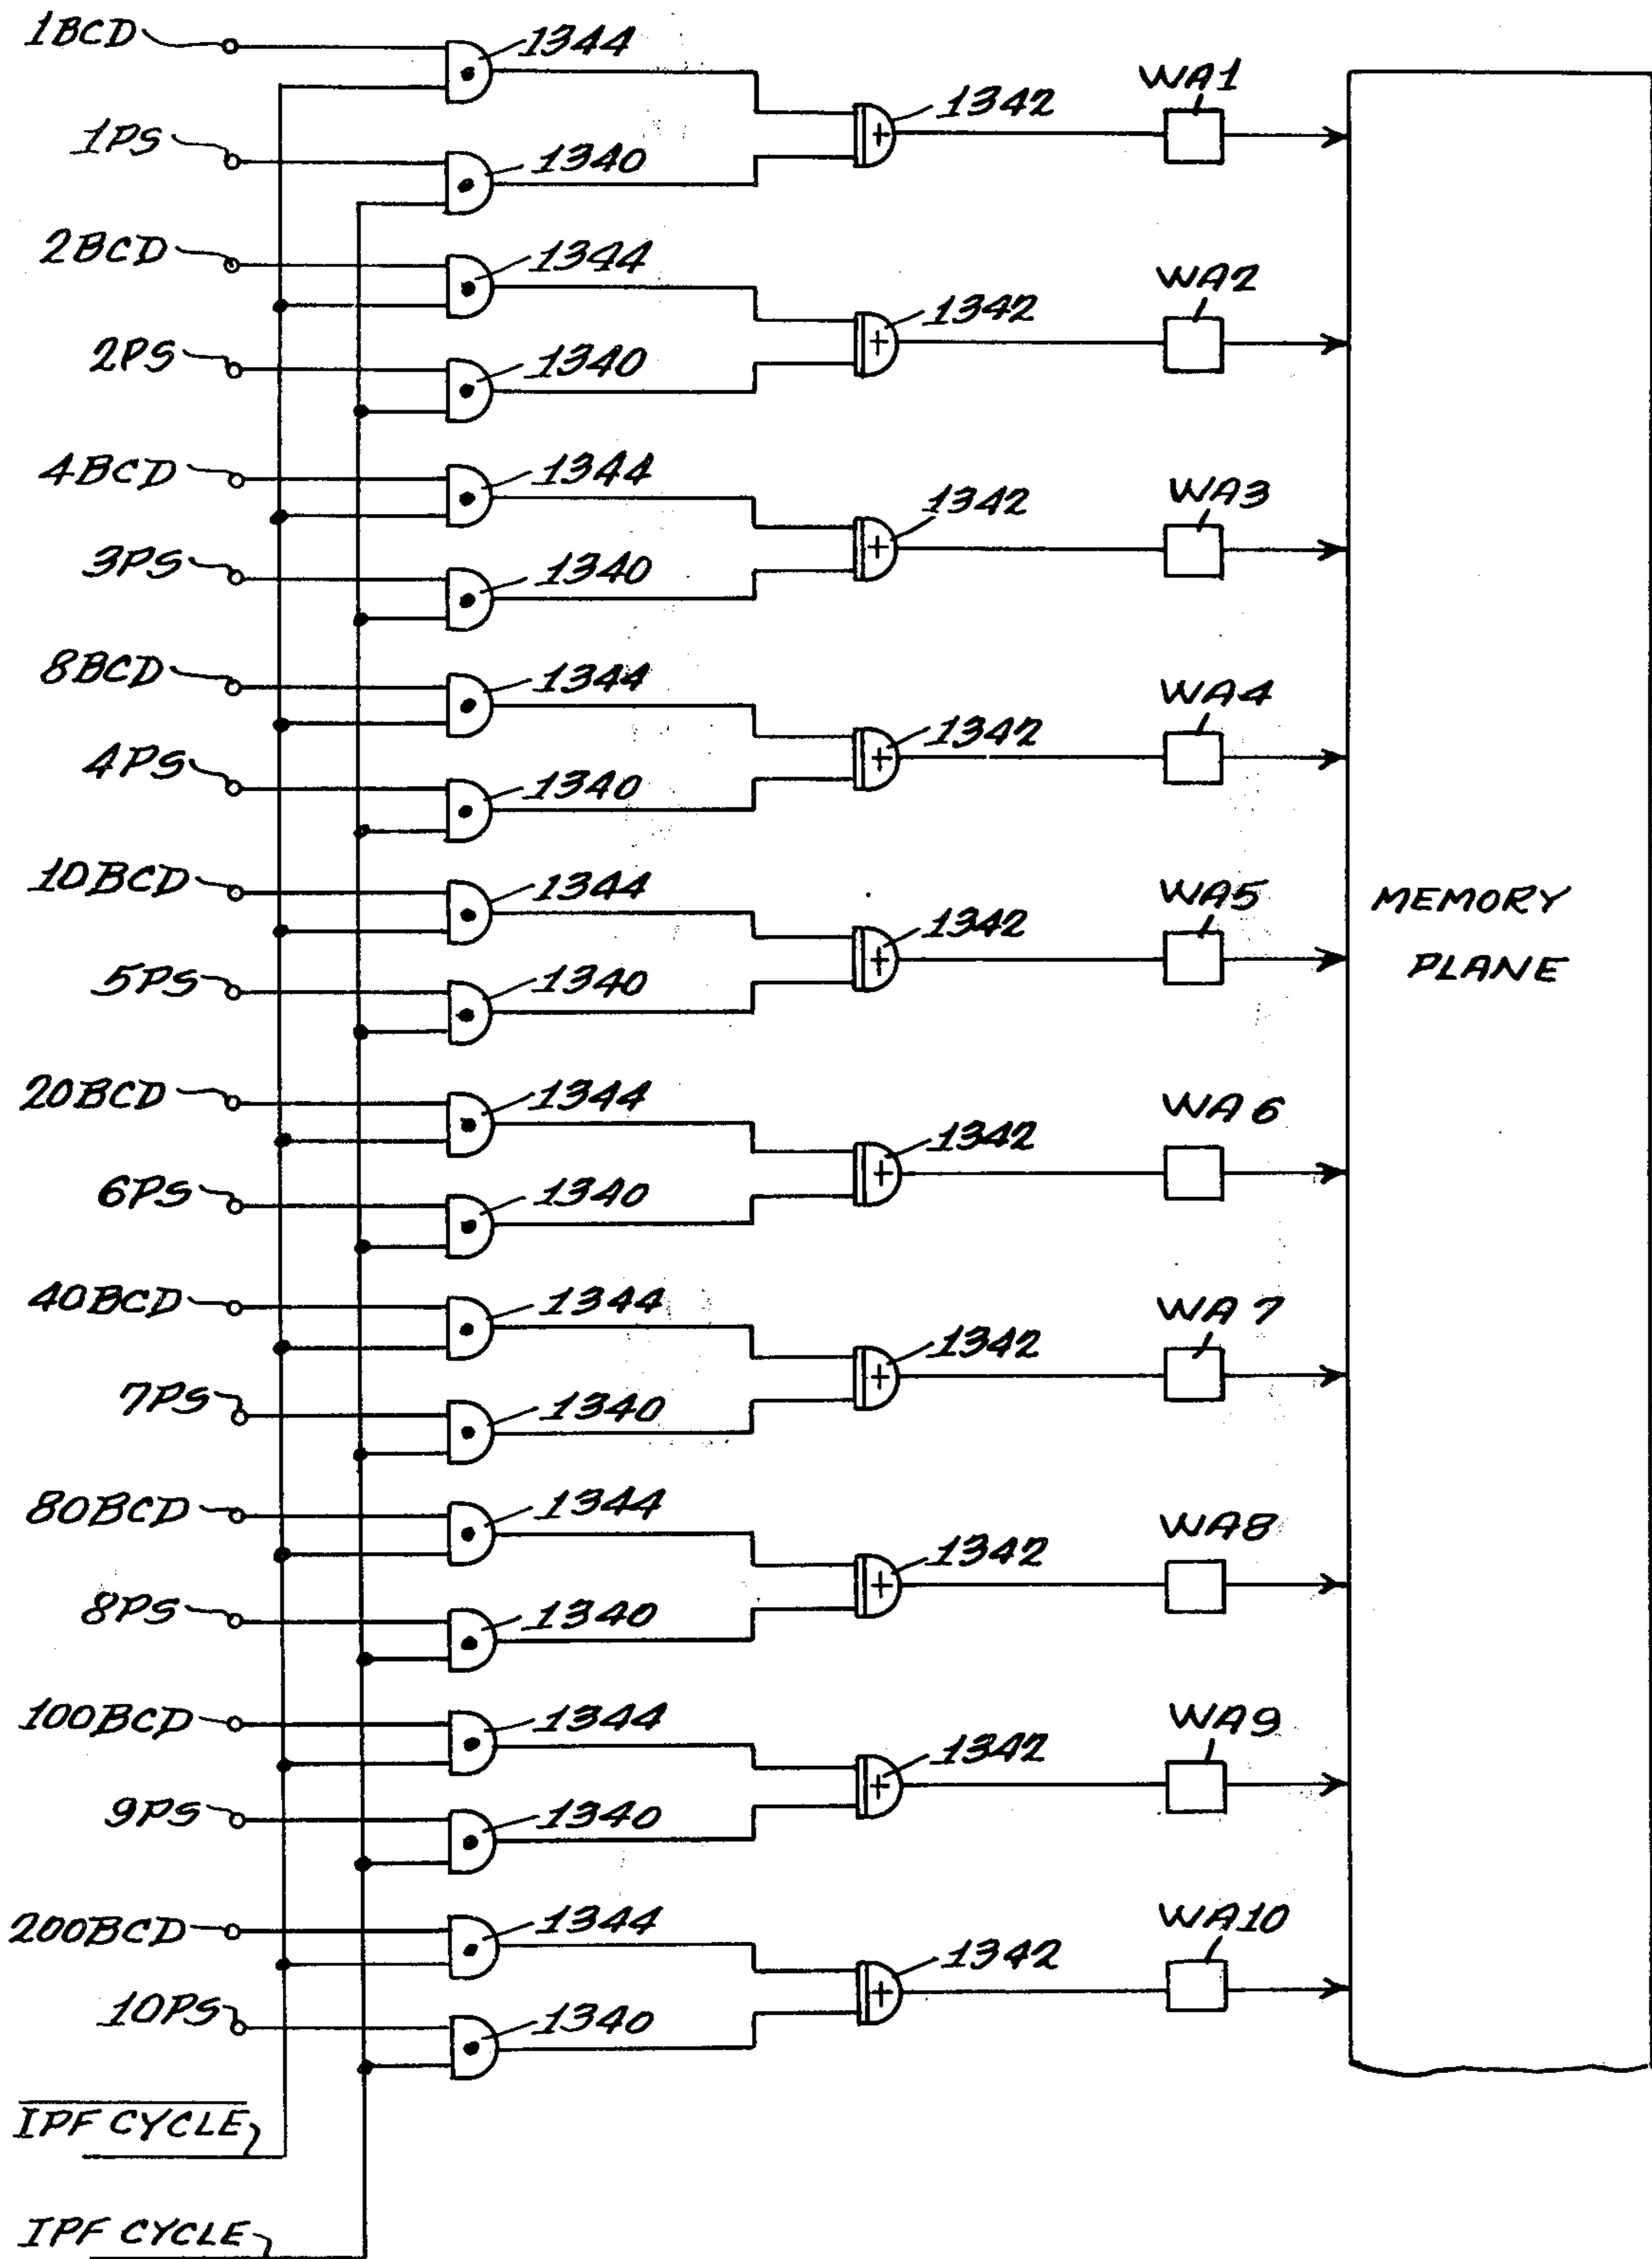 1BCD 1344
WA1
1342
1PS 1340
2BCD 1344
WA2
1342
2PS 1340
4BCD 1344
WA3
1342
3PS 1340
8BCD 1344
WA4
1342
4PS 1340
10BCD 1344
WA5
1342
MEMORY
PLANE
5PS 1340
20BCD 1344
WA6
1342
6PS 1340
40BCD 1344
WA7
1342
7PS 1340
80BCD 1344
WA8
1342
8PS 1340
100BCD 1344
WA9
1342
9PS 1340
200BCD 1344
WA10
1342
10PS 1340
IPF CYCLE
IPF CYCLE